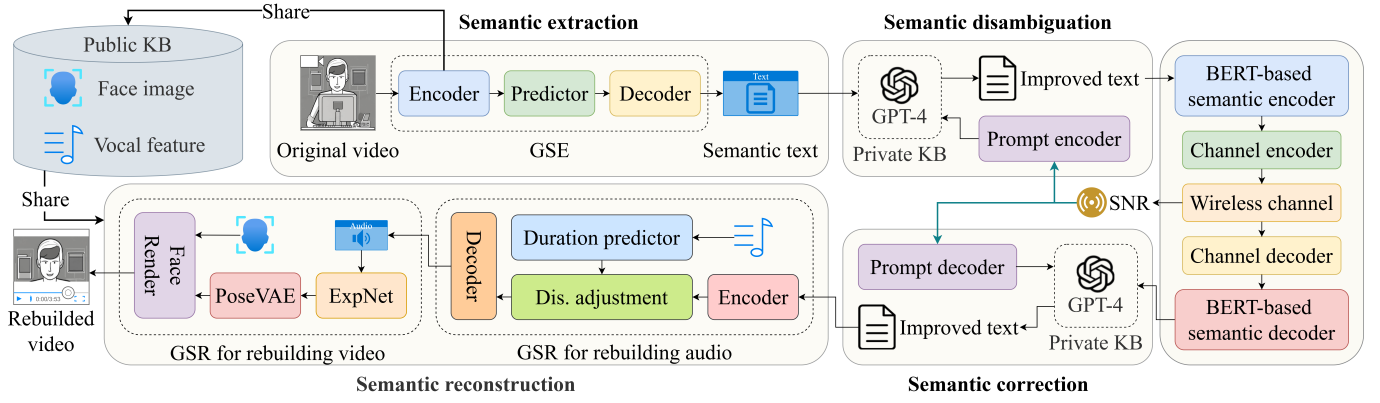 Share
Semantic extraction
Semantic disambiguation
Public KB
Face image
Vocal feature
Share
Original video
Encoder
Predictor
Decoder
GSE
Text
Semantic text
GPT-4
Private KB
Improved text
Prompt encoder
BERT-based
semantic encoder
Channel encoder
Wireless channel
Channel decoder
BERT-based
semantic decoder
SNR
Prompt decoder
GPT-4
Private KB
Improved text
Semantic correction
Encoder
Duration predictor
Dis. adjustment
Decoder
GSR for rebuilding audio
Audio
ExpNet
PoseVAE
Face
Render
GSR for rebuilding video
Semantic reconstruction
0:00/3:53
Rebuilded
video